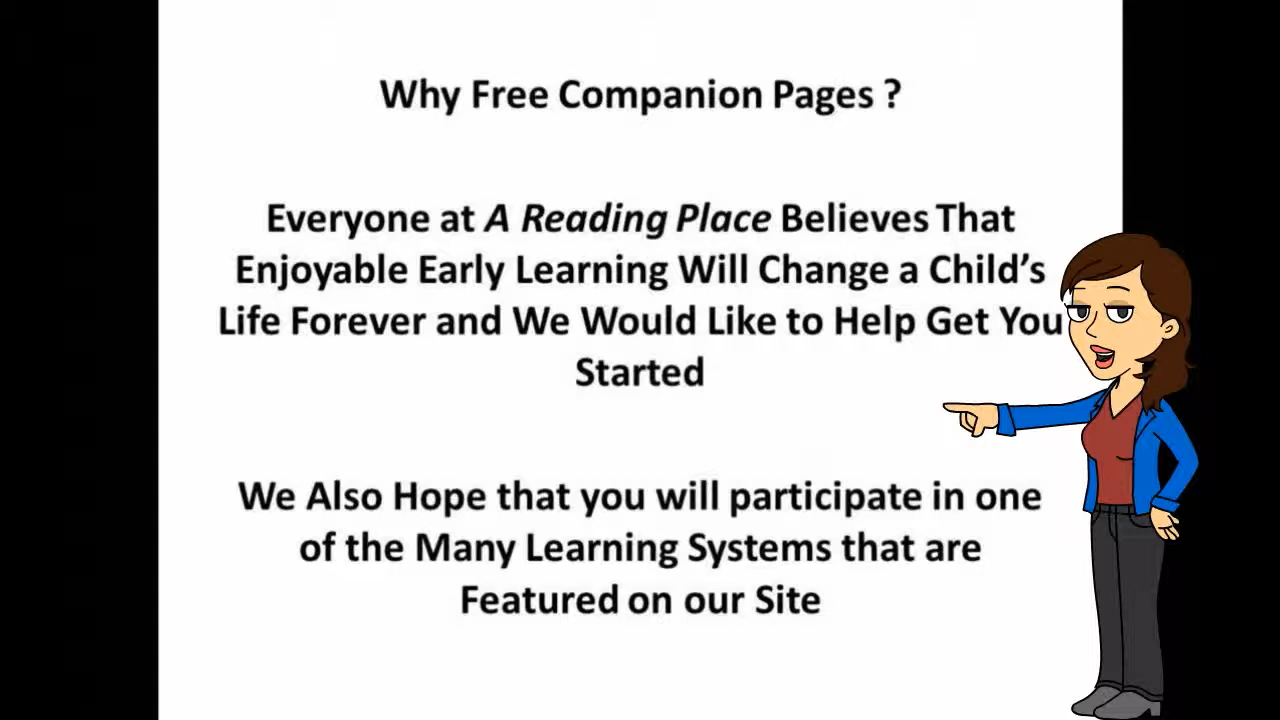 Why Free Companion Pages ?
Everyone at A Reading Place Believes That
Enjoyable Early Learning Will Change a Child’s
Life Forever and We Would Like to Help Get You
Started
We Also Hope that you will participate in one
of the Many Learning Systems that are
Featured on our Site